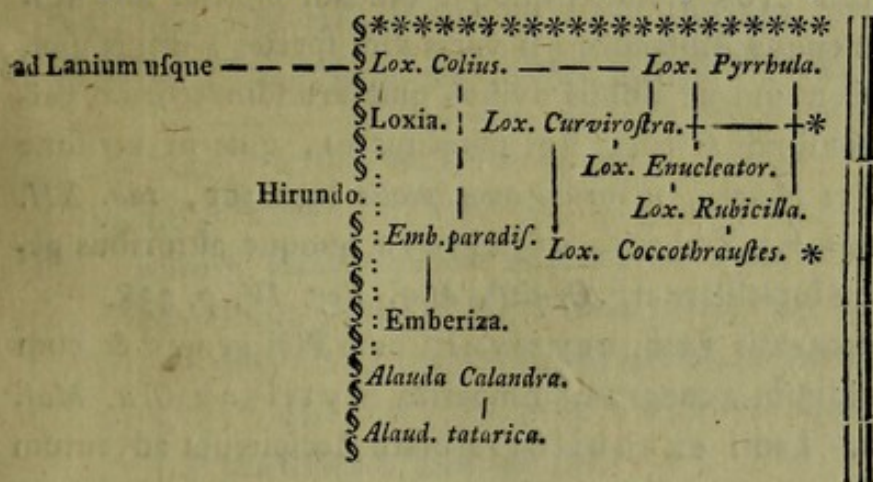 §********************
ad Lanium uſque — — — — §Lox. Colius. — — — Lox. Pyrrhula.
§Loxia. Lox. Curviroſtra.+ —— +*
Lox. Enucleator.
Hirundo. Lox. Rubicilla.
§ : Emb. paradiſ. Lox. Coccothrauſtes. *
§ : Emberiza.
§Alauda Calandra.
§Alaud. tatarica.